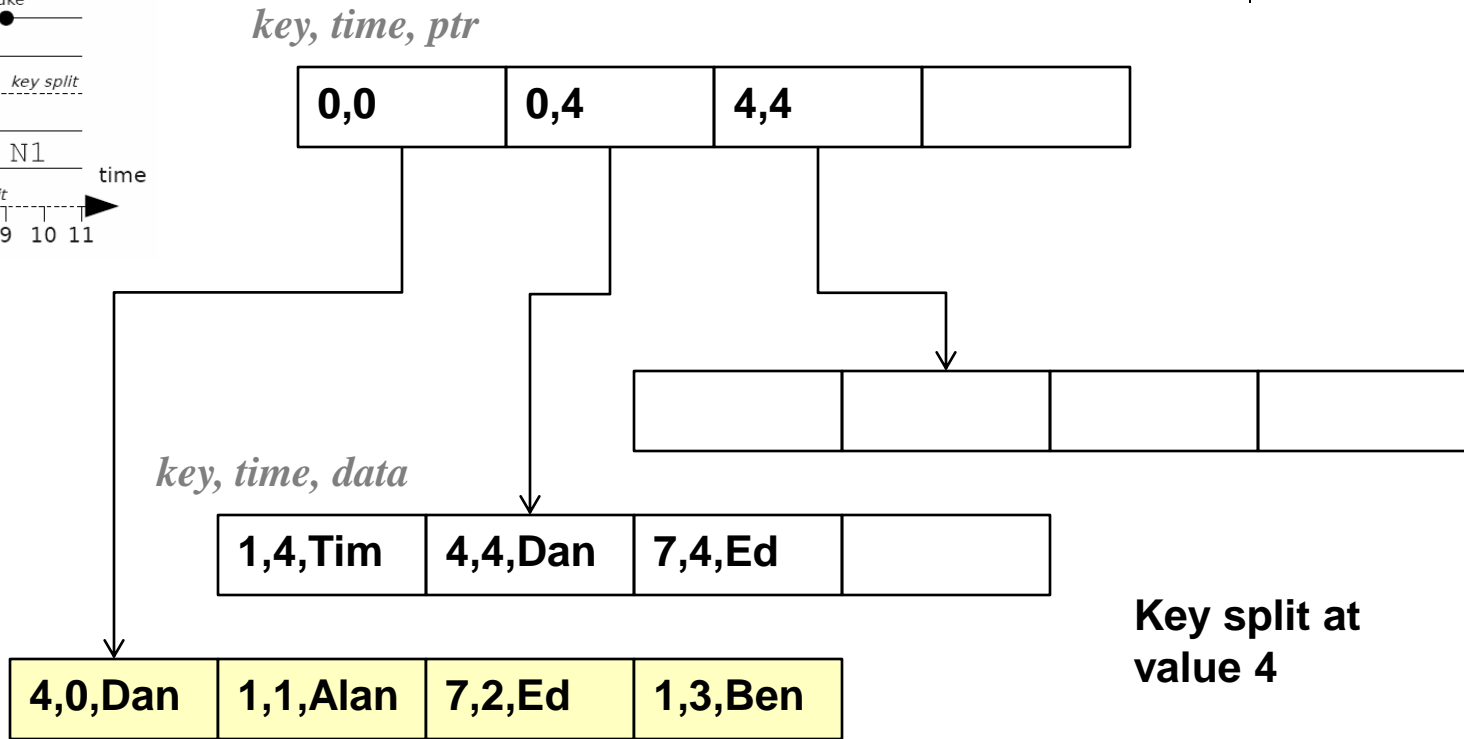 key, time, ptr
key split
N1
time
9 10 11
0,0 0,4 4,4
key, time, data
1,4,Tim 4,4,Dan 7,4,Ed
Key split at
value 4
4,0,Dan 1,1,Alan 7,2,Ed 1,3,Ben